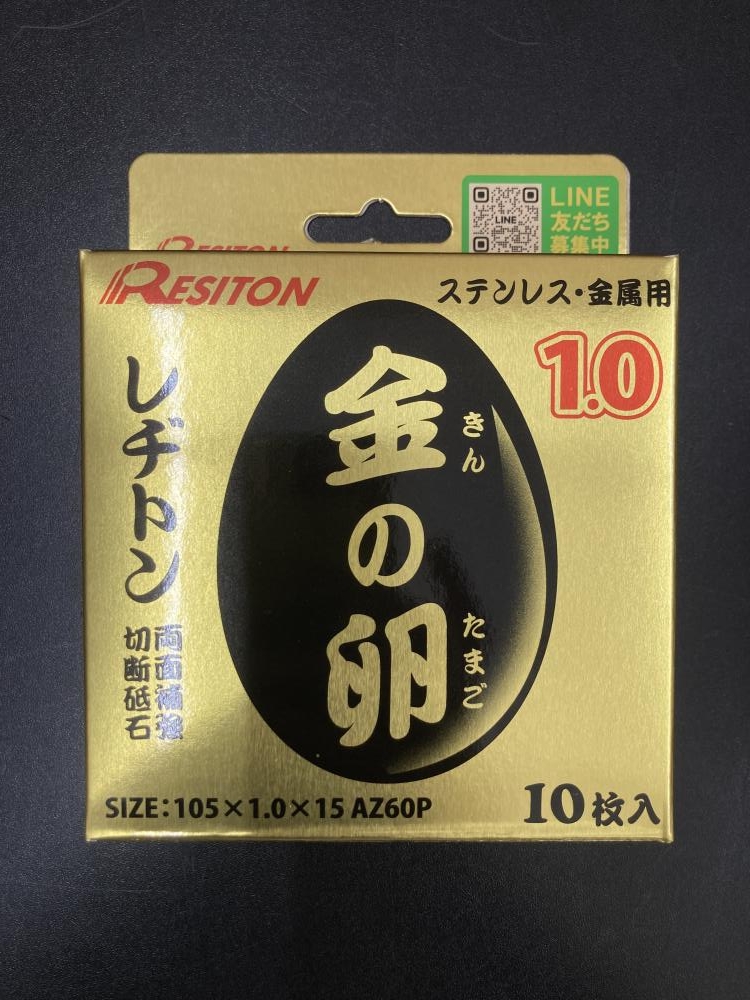 RESITON
LINE
LINE
友だち
募集中
RESITON
ステンレス・金属用
1.0
レヂトン
両面補強
切断砥石
金の卵
きん
たまご
SIZE:105×1.0×15 AZ60P
10枚入